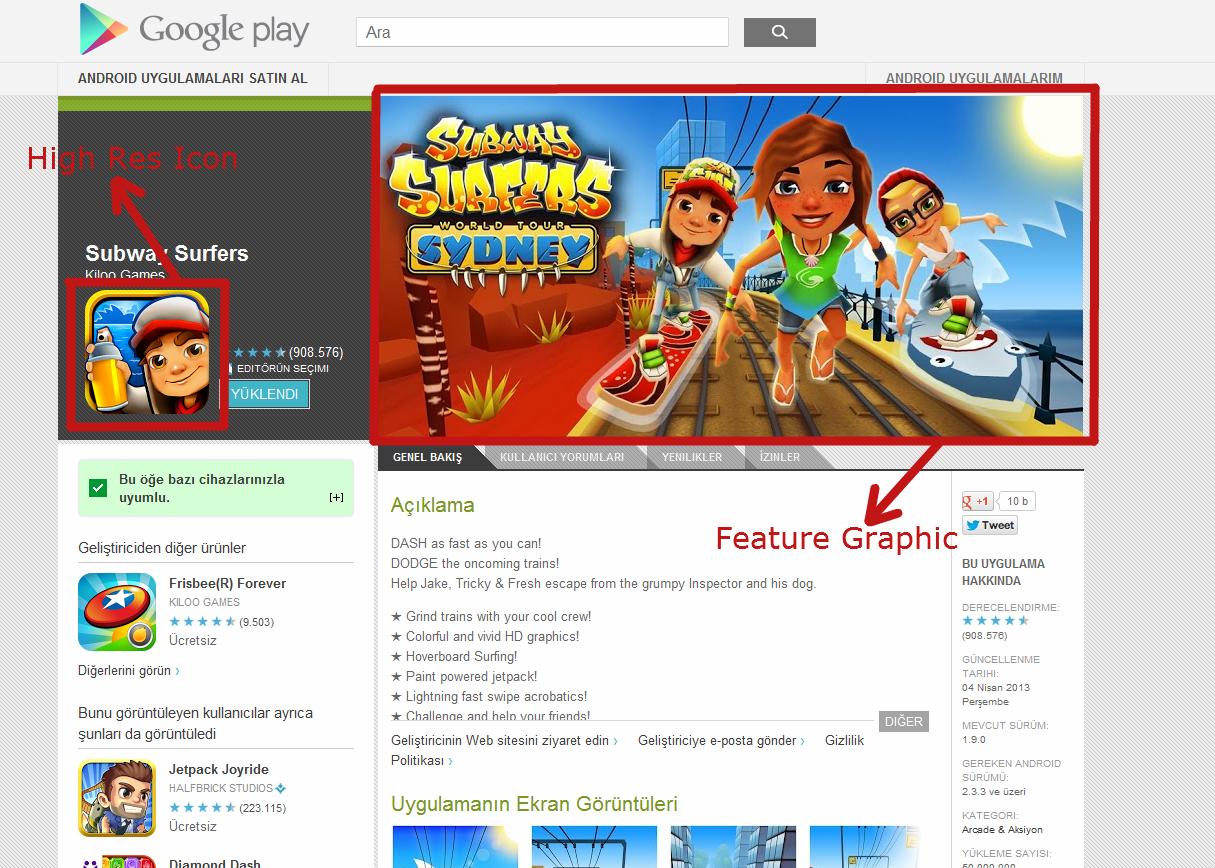 Google play
Ara
ANDROID UYGULAMALARI SATIN AL
ANDROID UYGULAMALARIM
High Res Icon
Subway Surfers
Kiloo Games
(908.576)
EDITÖRÜN SEÇIMI
YÜKLENDI
SUBWAY
SURFERS
WORLD TOUR
SYDNEY
GENEL BAKIŞ
KULLANICI YORUMLARI
YENILIKLER
İZINLER
Bu öğe bazı cihazlarınızla
uyumlu.
[+]
Geliştiriciden diğer ürünler
Frisbee(R) Forever
KILOO GAMES
(9.503)
Ücretsiz
Diğerlerini görün ›
Bunu görüntüleyen kullanıcılar ayrıca
şunları da görüntüledi
Jetpack Joyride
HALFBRICK STUDIOS
(223.115)
Ücretsiz
Diamond Dash
Açıklama
Feature Graphic
DASH as fast as you can!
DODGE the oncoming trains!
Help Jake, Tricky & Fresh escape from the grumpy Inspector and his dog.
★ Grind trains with your cool crew!
★ Colorful and vivid HD graphics!
★ Hoverboard Surfing!
★ Paint powered jetpack!
★ Lightning fast swipe acrobatics!
★ Challenge and help your friends!
DIĞER
Geliştiricinin Web sitesini ziyaret edin › Geliştiriciye e-posta gönder › Gizlilik
Politikası ›
Uygulamanın Ekran Görüntüleri
g +1 10 b
Tweet
BU UYGULAMA
HAKKINDA
DERECELENDIRME:
(908.576)
GÜNCELLENME
TARIHI:
04 Nisan 2013
Perşembe
MEVCUT SÜRÜM:
1.9.0
GEREKEN ANDROID
SÜRÜMÜ:
2.3.3 ve üzeri
KATEGORI:
Arcade & Aksiyon
YÜKLEME SAYISI: